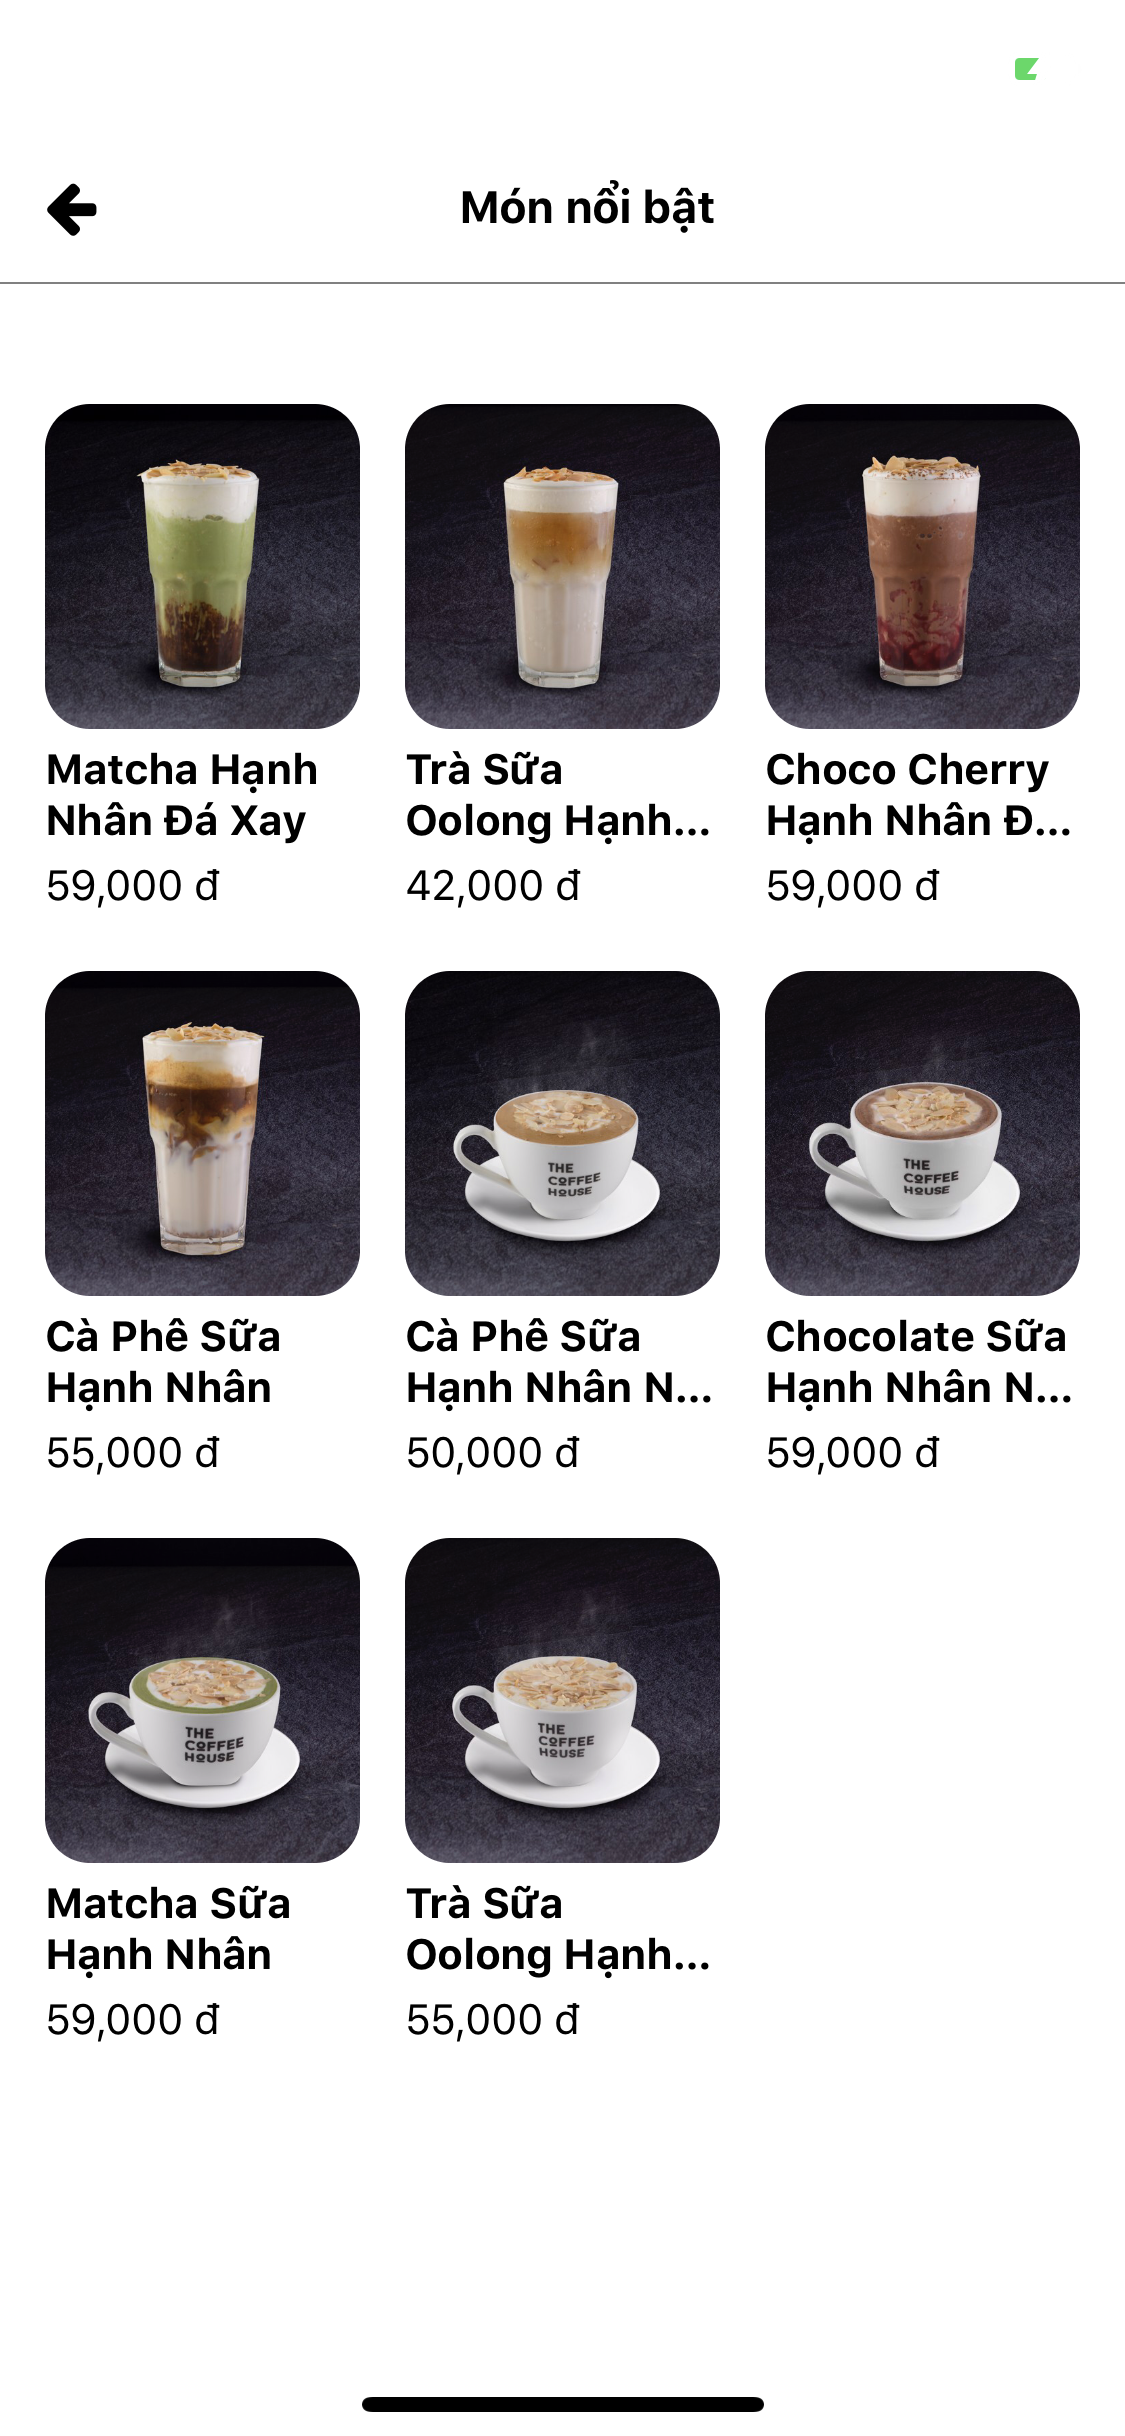 Món nổi bật
Matcha Hạnh
Nhân Đá Xay
59,000 đ
Trà Sữa
Oolong Hạnh...
42,000 đ
Choco Cherry
Hạnh Nhân Đ...
59,000 đ
THE
COFFEE
HOUSE
THE
COFFEE
HOUSE
Cà Phê Sữa
Hạnh Nhân
55,000 đ
Cà Phê Sữa
Hạnh Nhân N...
50,000 đ
Chocolate Sữa
Hạnh Nhân N...
59,000 đ
THE
COFFEE
HOUSE
THE
COFFEE
HOUSE
Matcha Sữa
Hạnh Nhân
59,000 đ
Trà Sữa
Oolong Hạnh...
55,000 đ